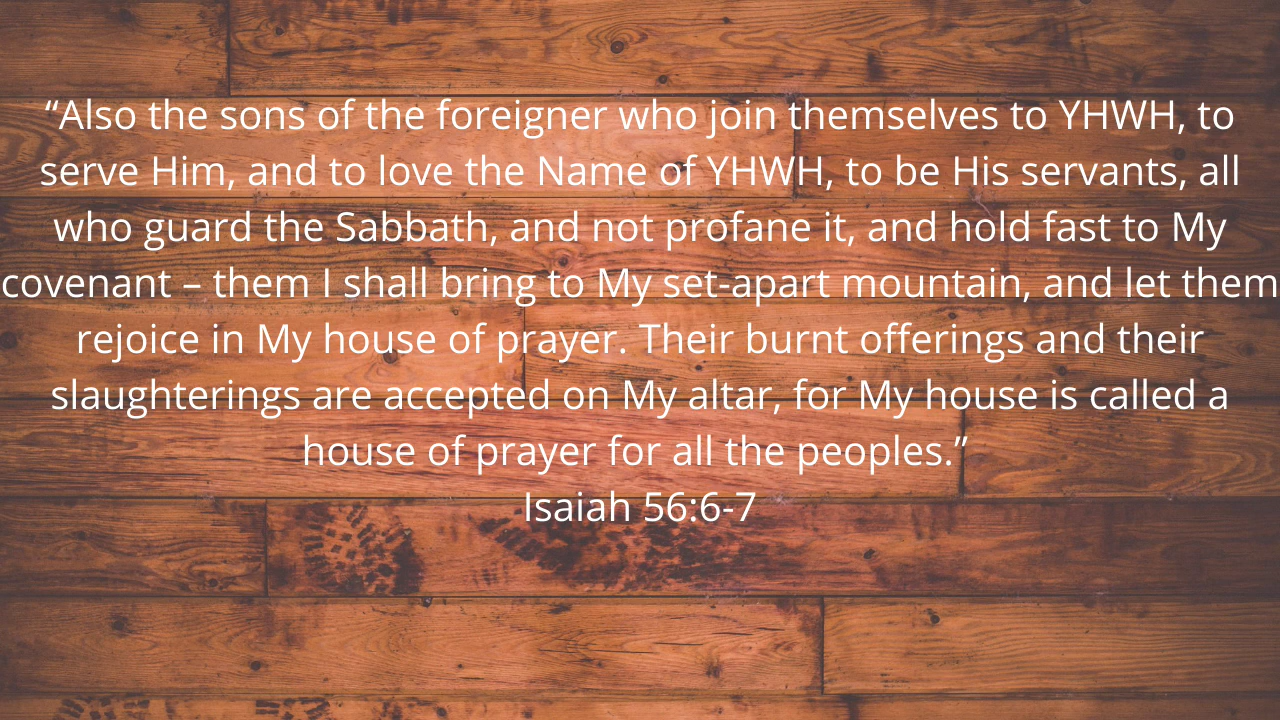 “Also the sons of the foreigner who join themselves to YHWH, to
serve Him, and to love the Name of YHWH, to be His servants, all
who guard the Sabbath, and not profane it, and hold fast to My
covenant – them I shall bring to My set-apart mountain, and let them
rejoice in My house of prayer. Their burnt offerings and their
slaughterings are accepted on My altar, for My house is called a
house of prayer for all the peoples.”
Isaiah 56:6-7